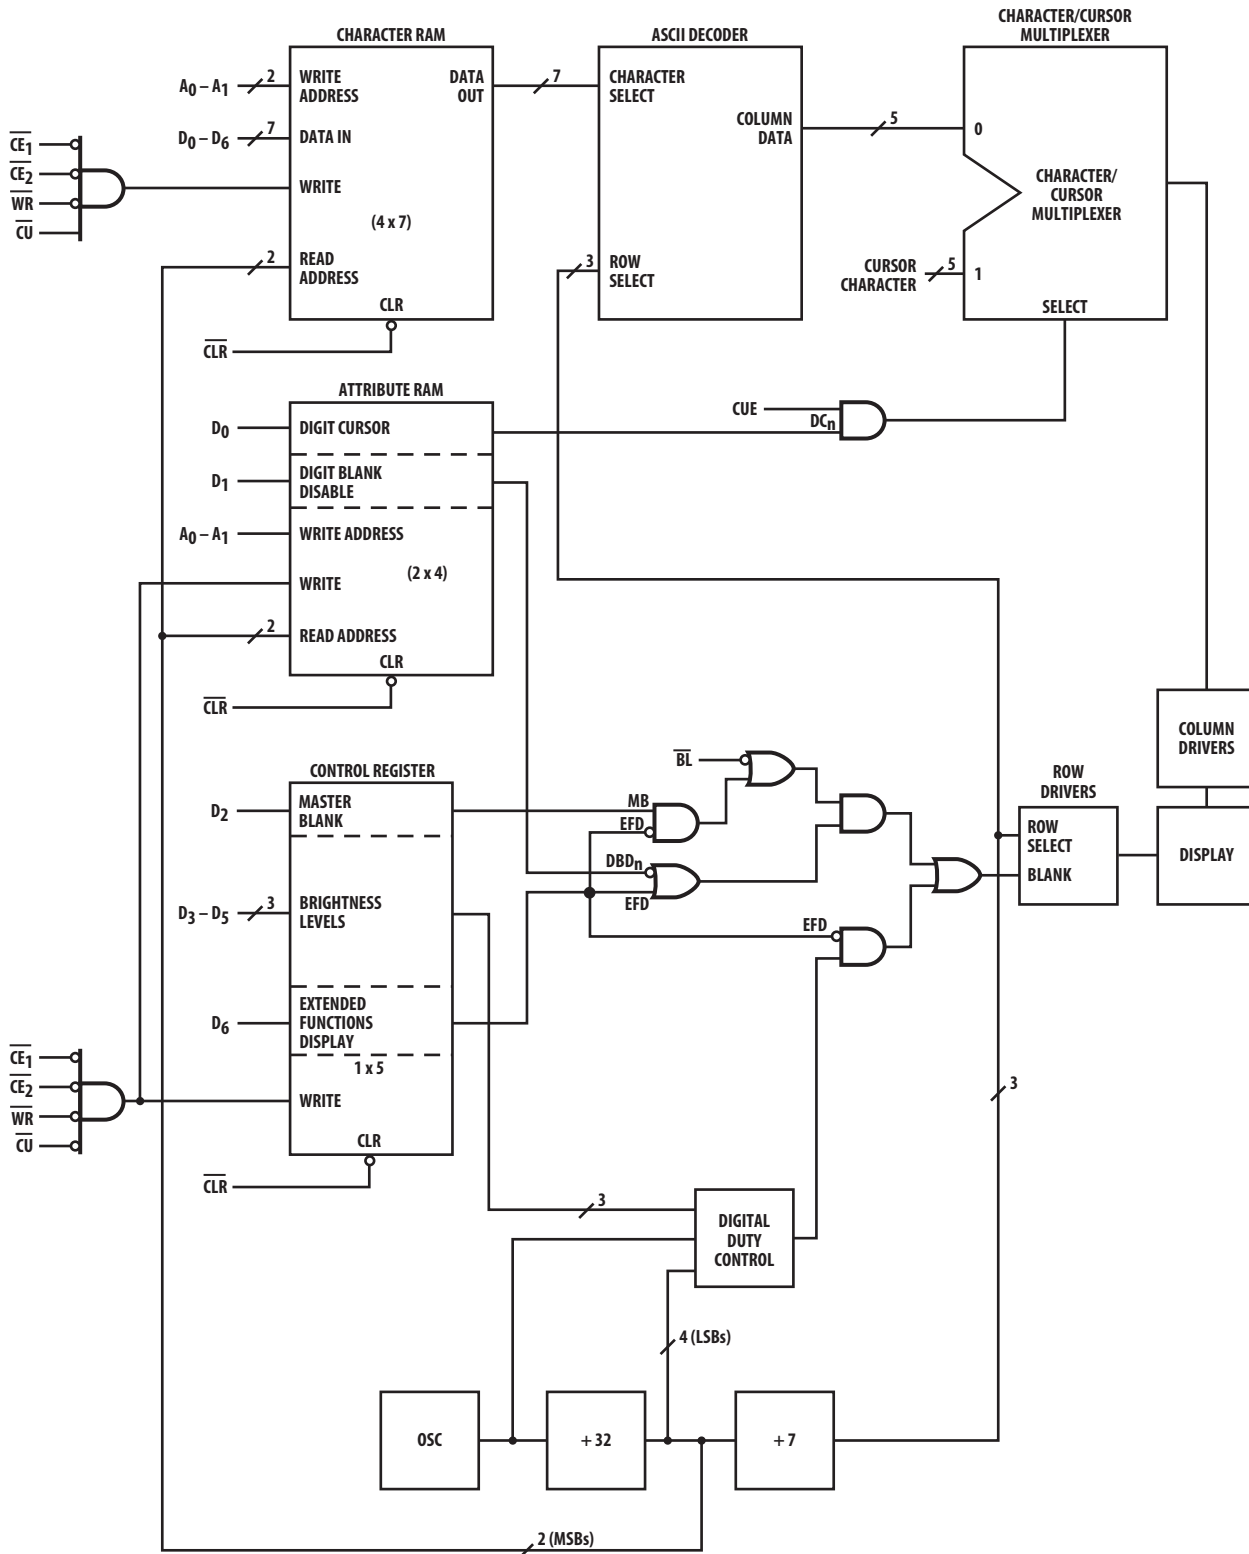 CHARACTER RAM
ASCII DECODER
CHARACTER/CURSOR
MULTIPLEXER
A0 – A1
2
WRITE
ADDRESS
DATA
OUT
7
CHARACTER
SELECT
D0 – D6
7
DATA IN
COLUMN
DATA
5
0
CE1
CE2
WR
CU
WRITE
(4 x 7)
CHARACTER/
CURSOR
MULTIPLEXER
2
READ
ADDRESS
3
ROW
SELECT
CURSOR
CHARACTER
5
1
CLR
SELECT
CLR
ATTRIBUTE RAM
D0
DIGIT CURSOR
CUE
DCn
D1
DIGIT BLANK
DISABLE
A0 – A1
WRITE ADDRESS
(2 x 4)
WRITE
2
READ ADDRESS
CLR
CLR
COLUMN
DRIVERS
CONTROL REGISTER
BL
ROW
DRIVERS
D2
MASTER
BLANK
MB
EFD
ROW
SELECT
DISPLAY
DBDn
BLANK
EFD
D3 – D5
3
BRIGHTNESS
LEVELS
EFD
D6
EXTENDED
FUNCTIONS
DISPLAY
1 x 5
CE1
CE2
WR
CU
WRITE
3
CLR
CLR
3
DIGITAL
DUTY
CONTROL
4 (LSBs)
OSC
+ 32
+ 7
2 (MSBs)